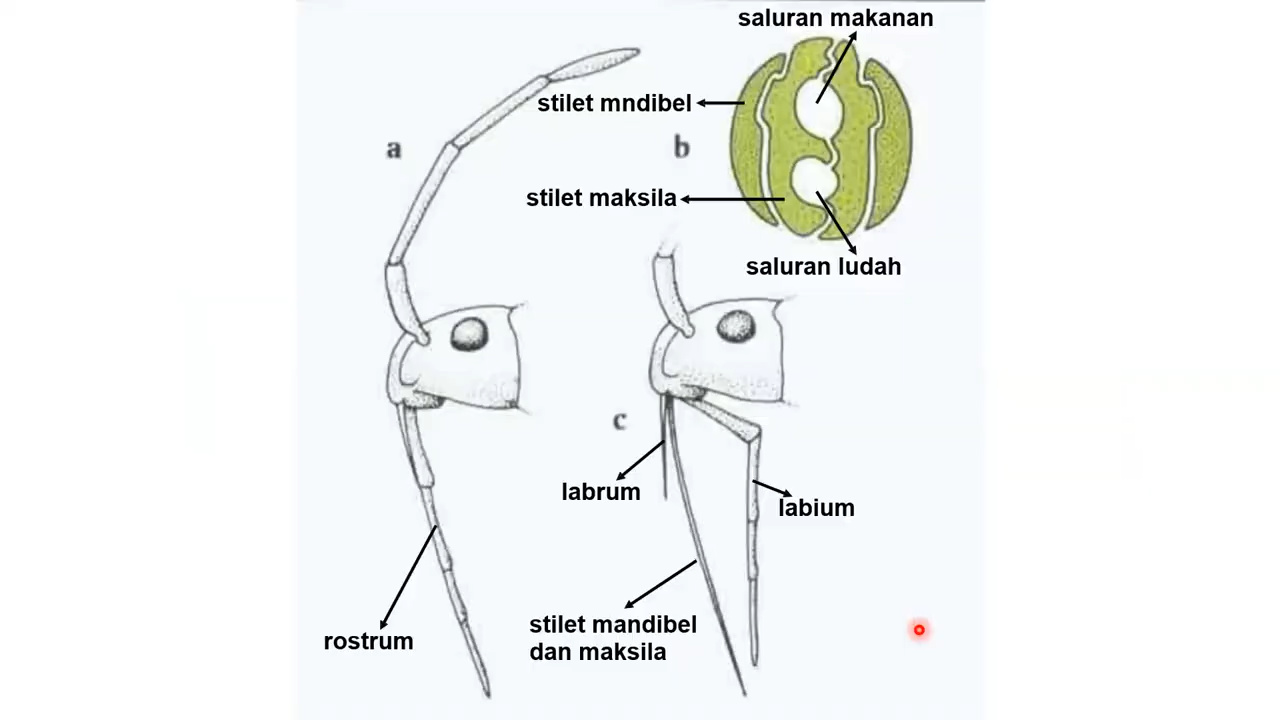 saluran makanan
stilet mndibel
a
b
stilet maksila
saluran ludah
c
labrum
labium
stilet mandibel
dan maksila
rostrum